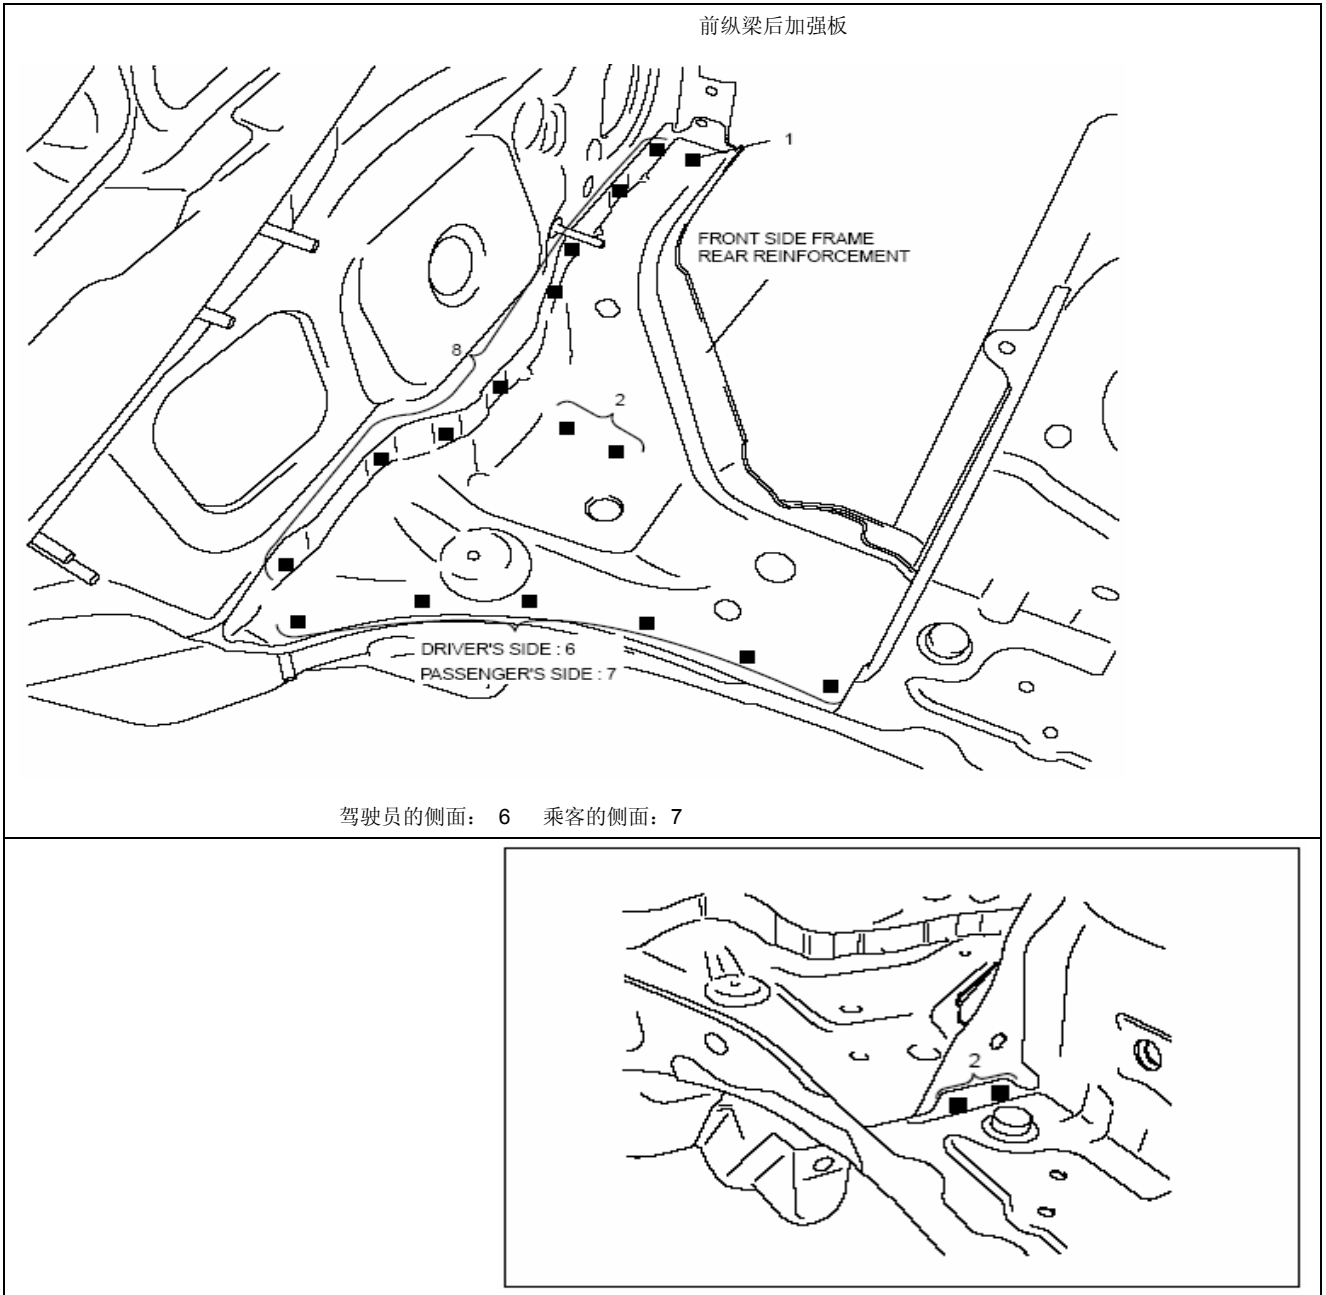 前纵梁后加强板
1
FRONT SIDE FRAME
REAR REINFORCEMENT
8
2
DRIVER'S SIDE : 6
PASSENGER'S SIDE : 7
驾驶员的侧面： 6 乘客的侧面：7
2